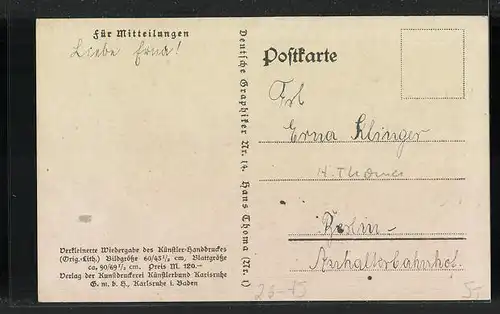 Für Mitteilungen
Liebe Erna!
Verkleinerte Wiedergabe des Künstler-Handdruckes
(Orig.-Lith.) Bildgröße 60/43½ cm, Blattgröße
ca. 90/69½ cm. Preis M. 120.—
Verlag der Kunstdruckerei Künstlerbund Karlsruhe
G. m. b. H., Karlsruhe i. Baden
Deutsche Graphiker Nr. 14. Hans Thoma (Nr. 1)
Postkarte
Frl
Erna Klinger
H. Thoma
Berlin
Anhalterbahnhof.